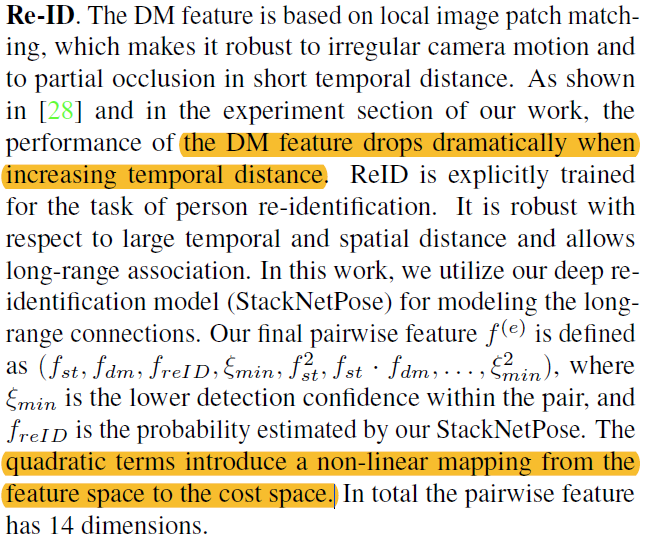 Re-ID. The DM feature is based on local image patch match-
ing, which makes it robust to irregular camera motion and
to partial occlusion in short temporal distance. As shown
in [28] and in the experiment section of our work, the
performance of the DM feature drops dramatically when
increasing temporal distance. ReID is explicitly trained
for the task of person re-identification. It is robust with
respect to large temporal and spatial distance and allows
long-range association. In this work, we utilize our deep re-
identification model (StackNetPose) for modeling the long-
range connections. Our final pairwise feature f^{(e)} is defined
as (f_{st}, f_{dm}, f_{reID}, ξ_{min}, f_{st}^2, f_{st} · f_{dm}, . . . , ξ_{min}^2), where
ξ_{min} is the lower detection confidence within the pair, and
f_{reID} is the probability estimated by our StackNetPose. The
quadratic terms introduce a non-linear mapping from the
feature space to the cost space. In total the pairwise feature
has 14 dimensions.